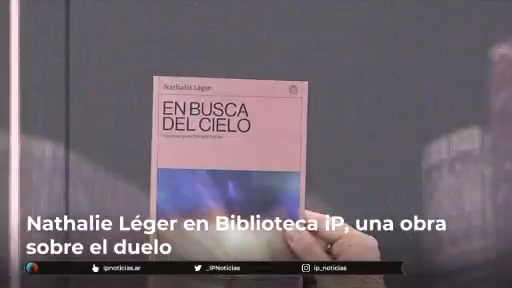 Nathalie Léger
EN BUSCA
DEL CIELO
Nathalie Léger en Biblioteca iP, una obra
sobre el duelo
ipnoticias.ar
_IPNoticias
ip_noticias